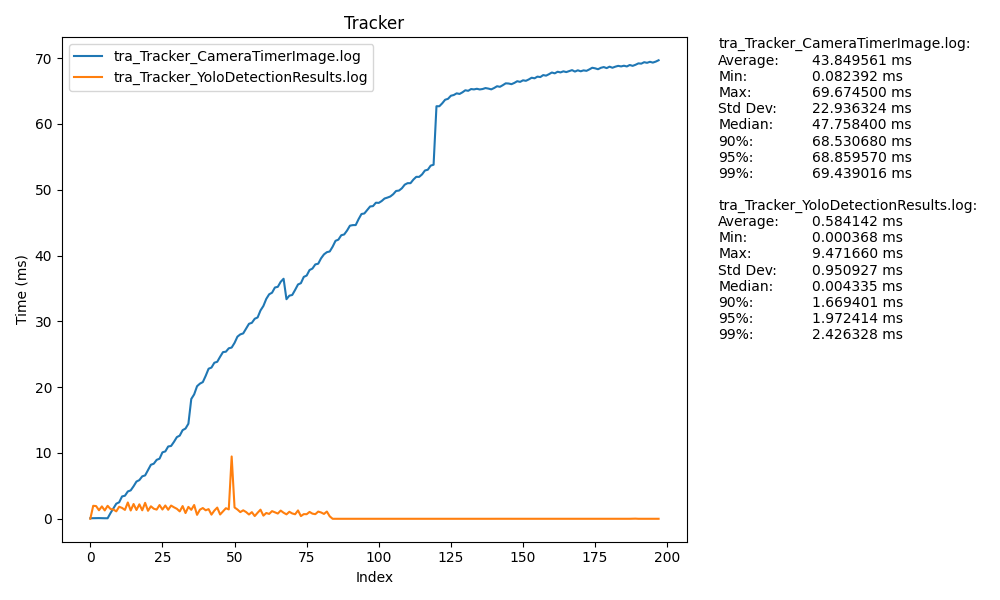 Tracker
tra_Tracker_CameraTimerImage.log
tra_Tracker_YoloDetectionResults.log
Time (ms)
70
60
50
40
30
20
10
0
0 25 50 75 100 125 150 175 200
Index
tra_Tracker_CameraTimerImage.log:
Average: 43.849561 ms
Min: 0.082392 ms
Max: 69.674500 ms
Std Dev: 22.936324 ms
Median: 47.758400 ms
90%: 68.530680 ms
95%: 68.859570 ms
99%: 69.439016 ms
tra_Tracker_YoloDetectionResults.log:
Average: 0.584142 ms
Min: 0.000368 ms
Max: 9.471660 ms
Std Dev: 0.950927 ms
Median: 0.004335 ms
90%: 1.669401 ms
95%: 1.972414 ms
99%: 2.426328 ms